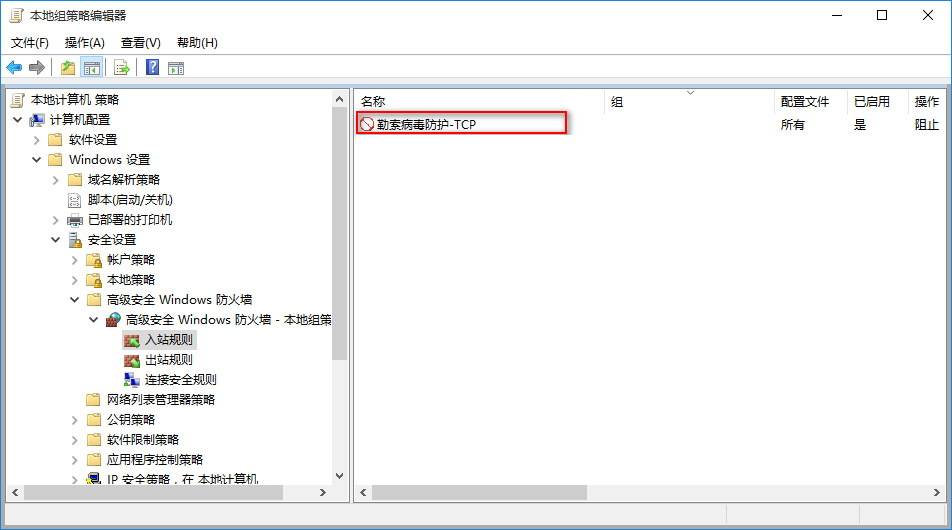 本地组策略编辑器
文件(F) 操作(A) 查看(V) 帮助(H)
本地计算机 策略
计算机配置
软件设置
Windows 设置
域名解析策略
脚本(启动/关机)
已部署的打印机
安全设置
帐户策略
本地策略
高级安全 Windows 防火墙
高级安全 Windows 防火墙 - 本地组策
入站规则
出站规则
连接安全规则
网络列表管理器策略
公钥策略
软件限制策略
应用程序控制策略
IP 安全策略，在 本地计算机
名称 组 配置文件 已启用 操作
勒索病毒防护-TCP 所有 是 阻止